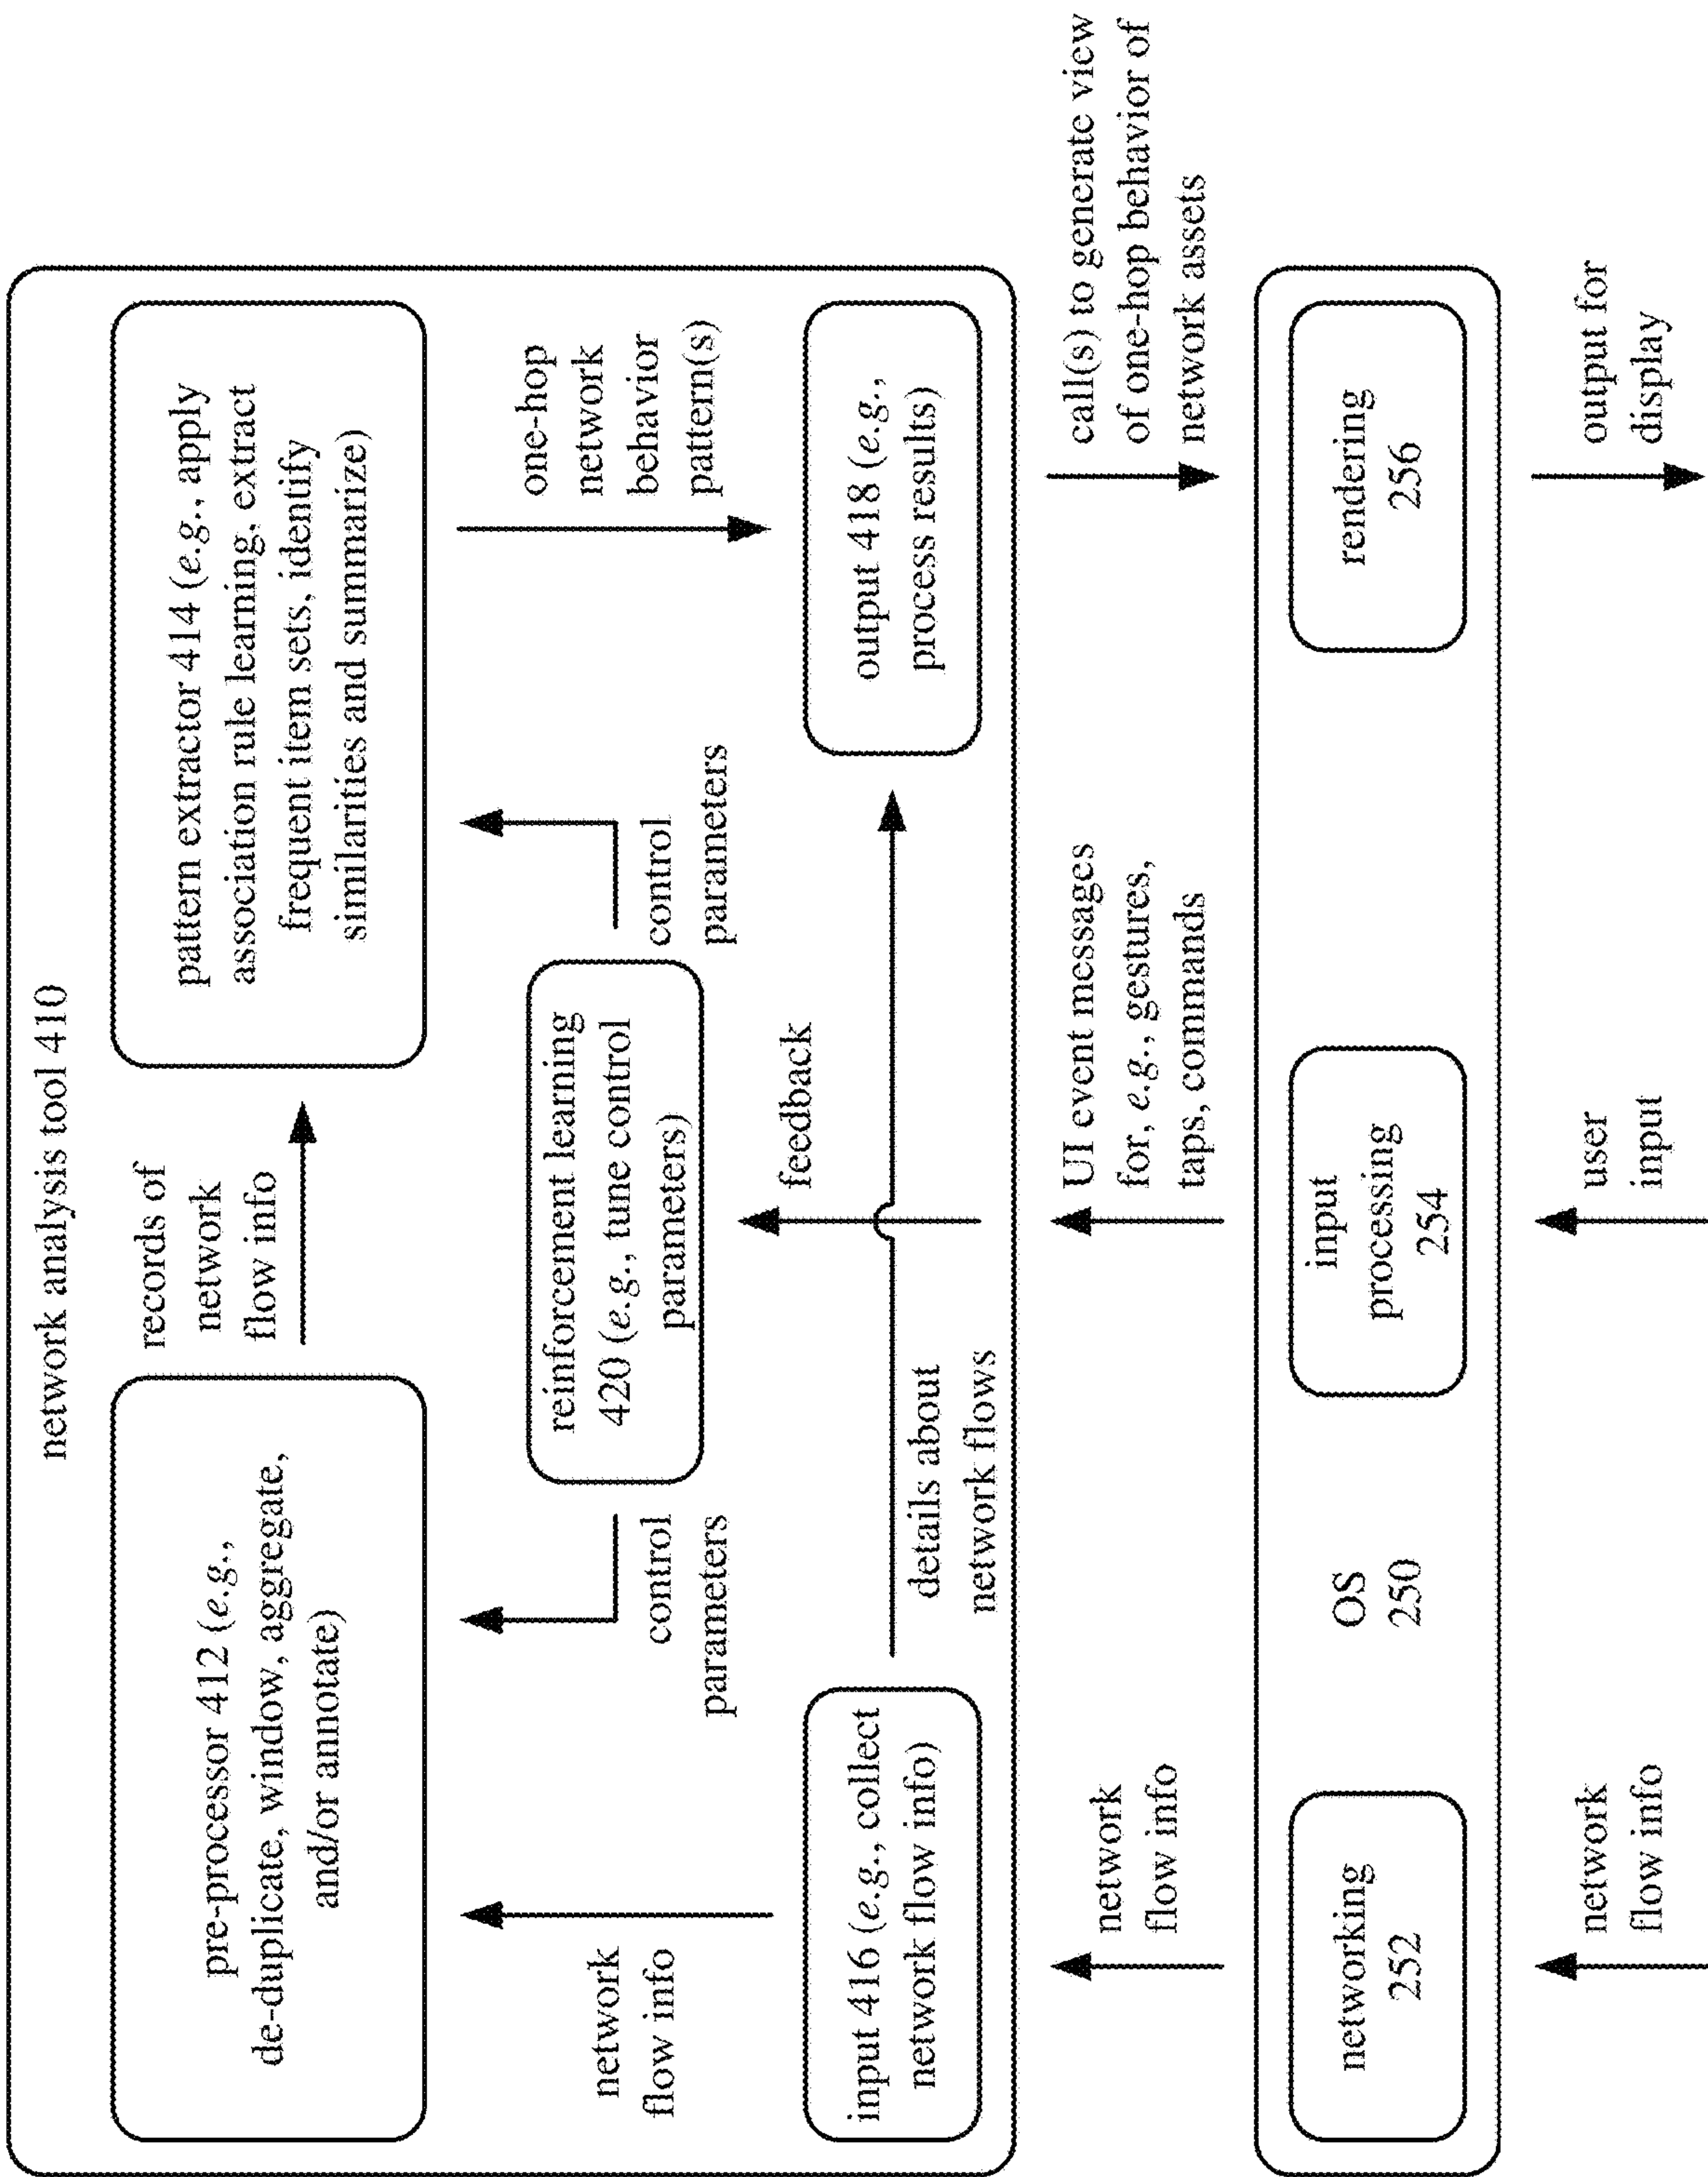 network analysis tool 410
pre-processor 412 (e.g.,
de-duplicate, window, aggregate,
and/or annotate)
records of
network
flow info
pattern extractor 414 (e.g., apply
association rule learning, extract
frequent item sets, identify
similarities and summarize)
network
flow info
control
parameters
reinforcement learning
420 (e.g., tune control
parameters)
control
parameters
one-hop
network
behavior
pattern(s)
feedback
input 416 (e.g., collect
network flow info)
details about
network flows
output 418 (e.g.,
process results)
network
flow info
UI event messages
for, e.g., gestures,
taps, commands
call(s) to generate view
of one-hop behavior of
network assets
networking
252
OS
250
input
processing
254
rendering
256
network
flow info
user
input
output for
display